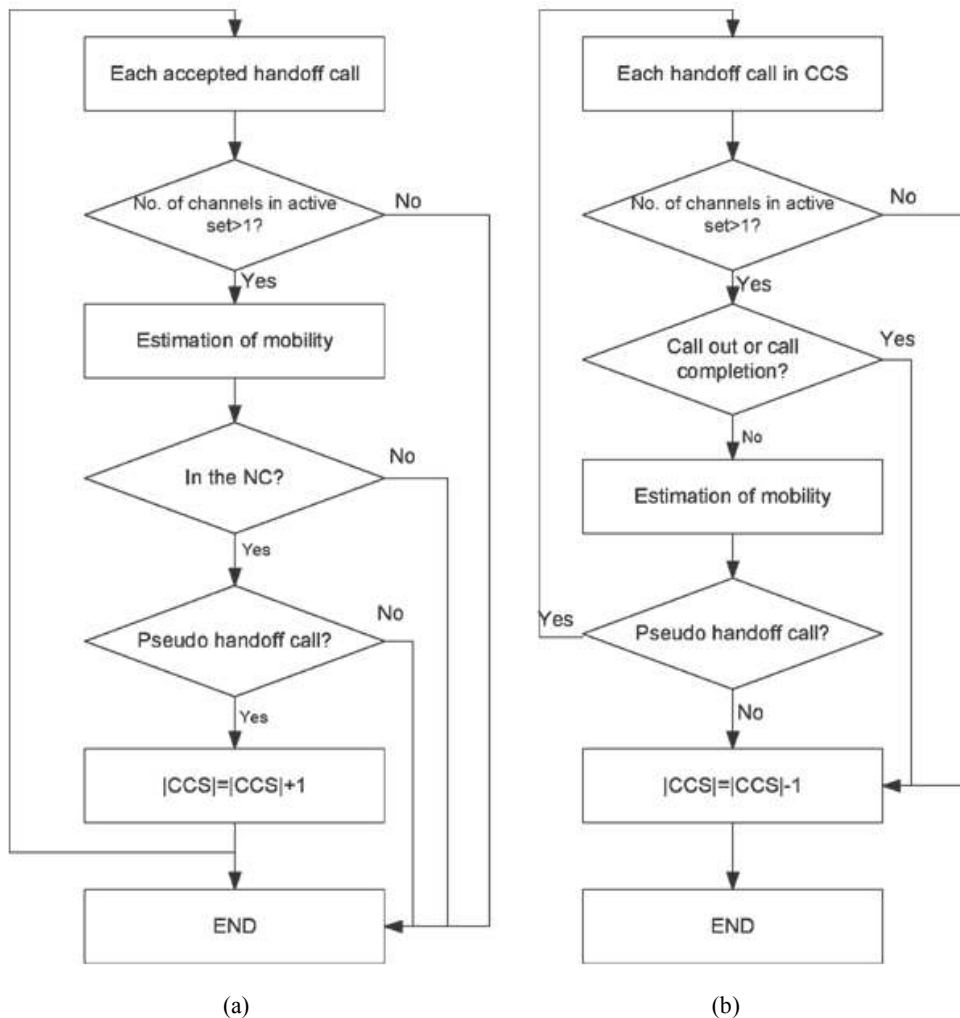 Each accepted handoff call
No. of channels in active
set>1?
No
Yes
Estimation of mobility
In the NC?
No
Yes
Pseudo handoff call?
No
Yes
|CCS|=|CCS|+1
END
(a)
Each handoff call in CCS
No. of channels in active
set>1?
No
Yes
Call out or call
completion?
Yes
No
Estimation of mobility
Pseudo handoff call?
Yes
No
|CCS|=|CCS|-1
END
(b)